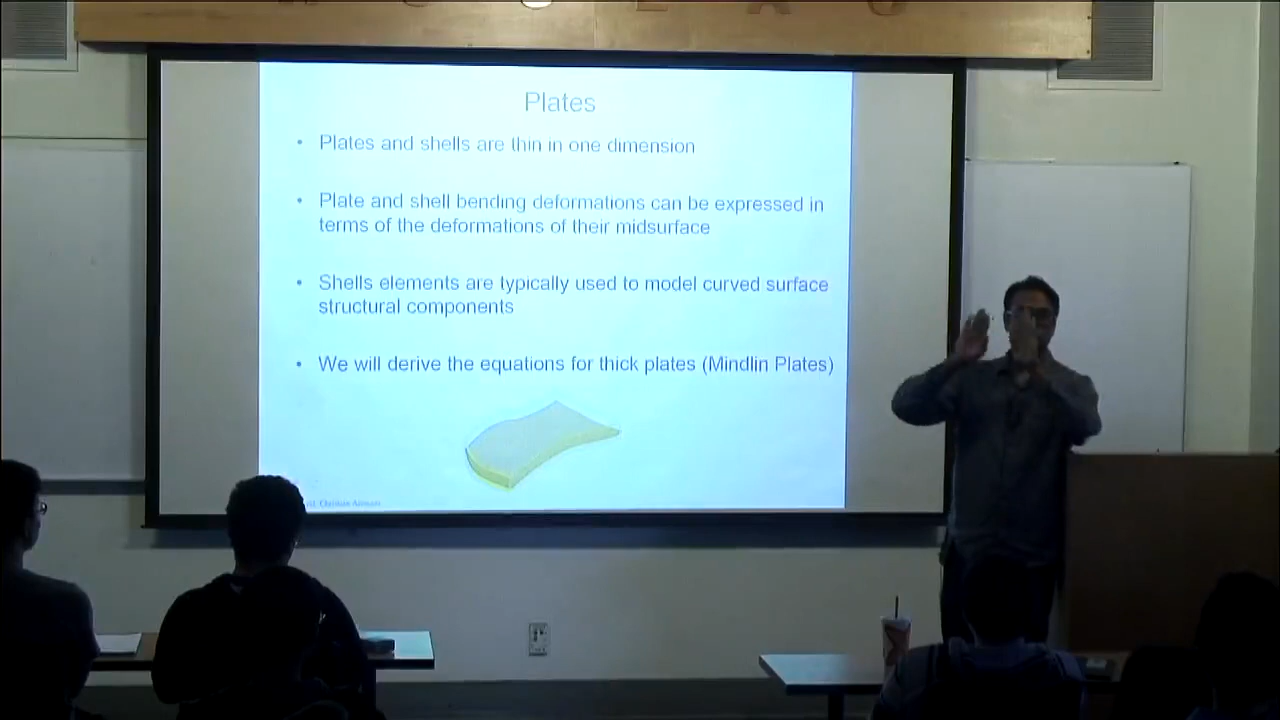 Plates
• Plates and shells are thin in one dimension
• Plate and shell bending deformations can be expressed in
terms of the deformations of their midsurface
• Shells elements are typically used to model curved surface
structural components
• We will derive the equations for thick plates (Mindlin Plates)